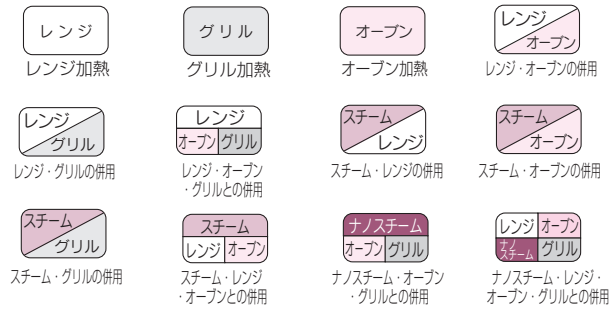 レンジ
レンジ加熱
グリル
グリル加熱
オーブン
オーブン加熱
レンジ
オーブン
レンジ・オーブンの併用
レンジ
グリル
レンジ・グリルの併用
レンジ
オーブン グリル
レンジ・オーブン
・グリルとの併用
スチーム
レンジ
スチーム・レンジの併用
スチーム
オーブン
スチーム・オーブンの併用
スチーム
グリル
スチーム・グリルの併用
スチーム
レンジ オーブン
スチーム・レンジ
・オーブンとの併用
ナノスチーム
オーブン グリル
ナノスチーム・オーブン
・グリルとの併用
レンジ オーブン
ナノ
スチーム グリル
ナノスチーム・レンジ・
オーブン・グリルとの併用